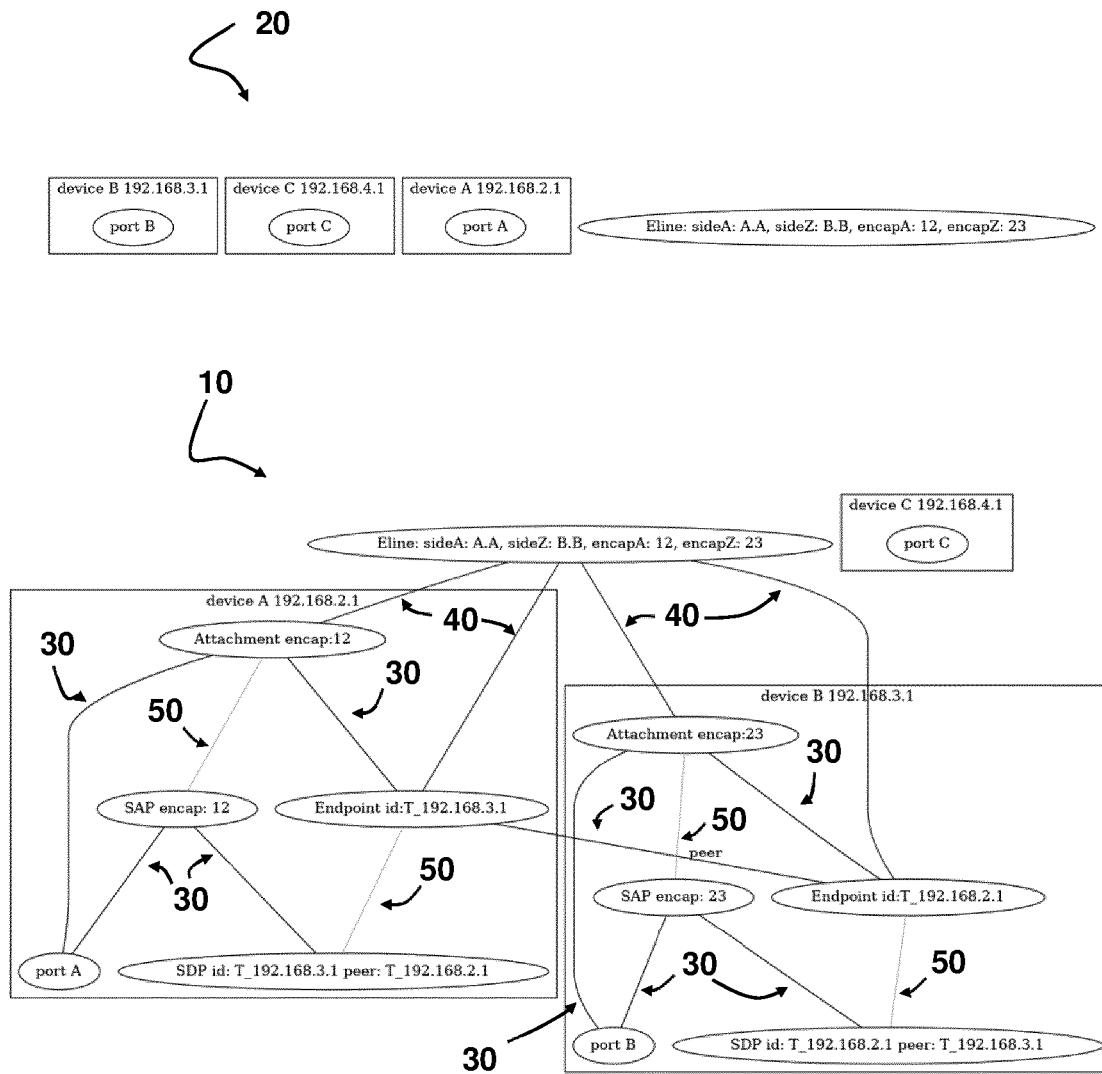 20
device B 192.168.3.1
device C 192.168.4.1
device A 192.168.2.1
port B
port C
port A
Eline: sideA: A.A, sideZ: B.B, encapA: 12, encapZ: 23
10
device C 192.168.4.1
port C
Eline: sideA: A.A, sideZ: B.B, encapA: 12, encapZ: 23
device A 192.168.2.1
40
40
Attachment encap:12
30
30
50
device B 192.168.3.1
Attachment encap:23
30
30
SAP encap: 12
Endpoint id:T_192.168.3.1
50
peer
50
30
SAP encap: 23
Endpoint id:T_192.168.2.1
port A
SDP id: T_192.168.3.1 peer: T_192.168.2.1
30
50
30
port B
SDP id: T_192.168.2.1 peer: T_192.168.3.1